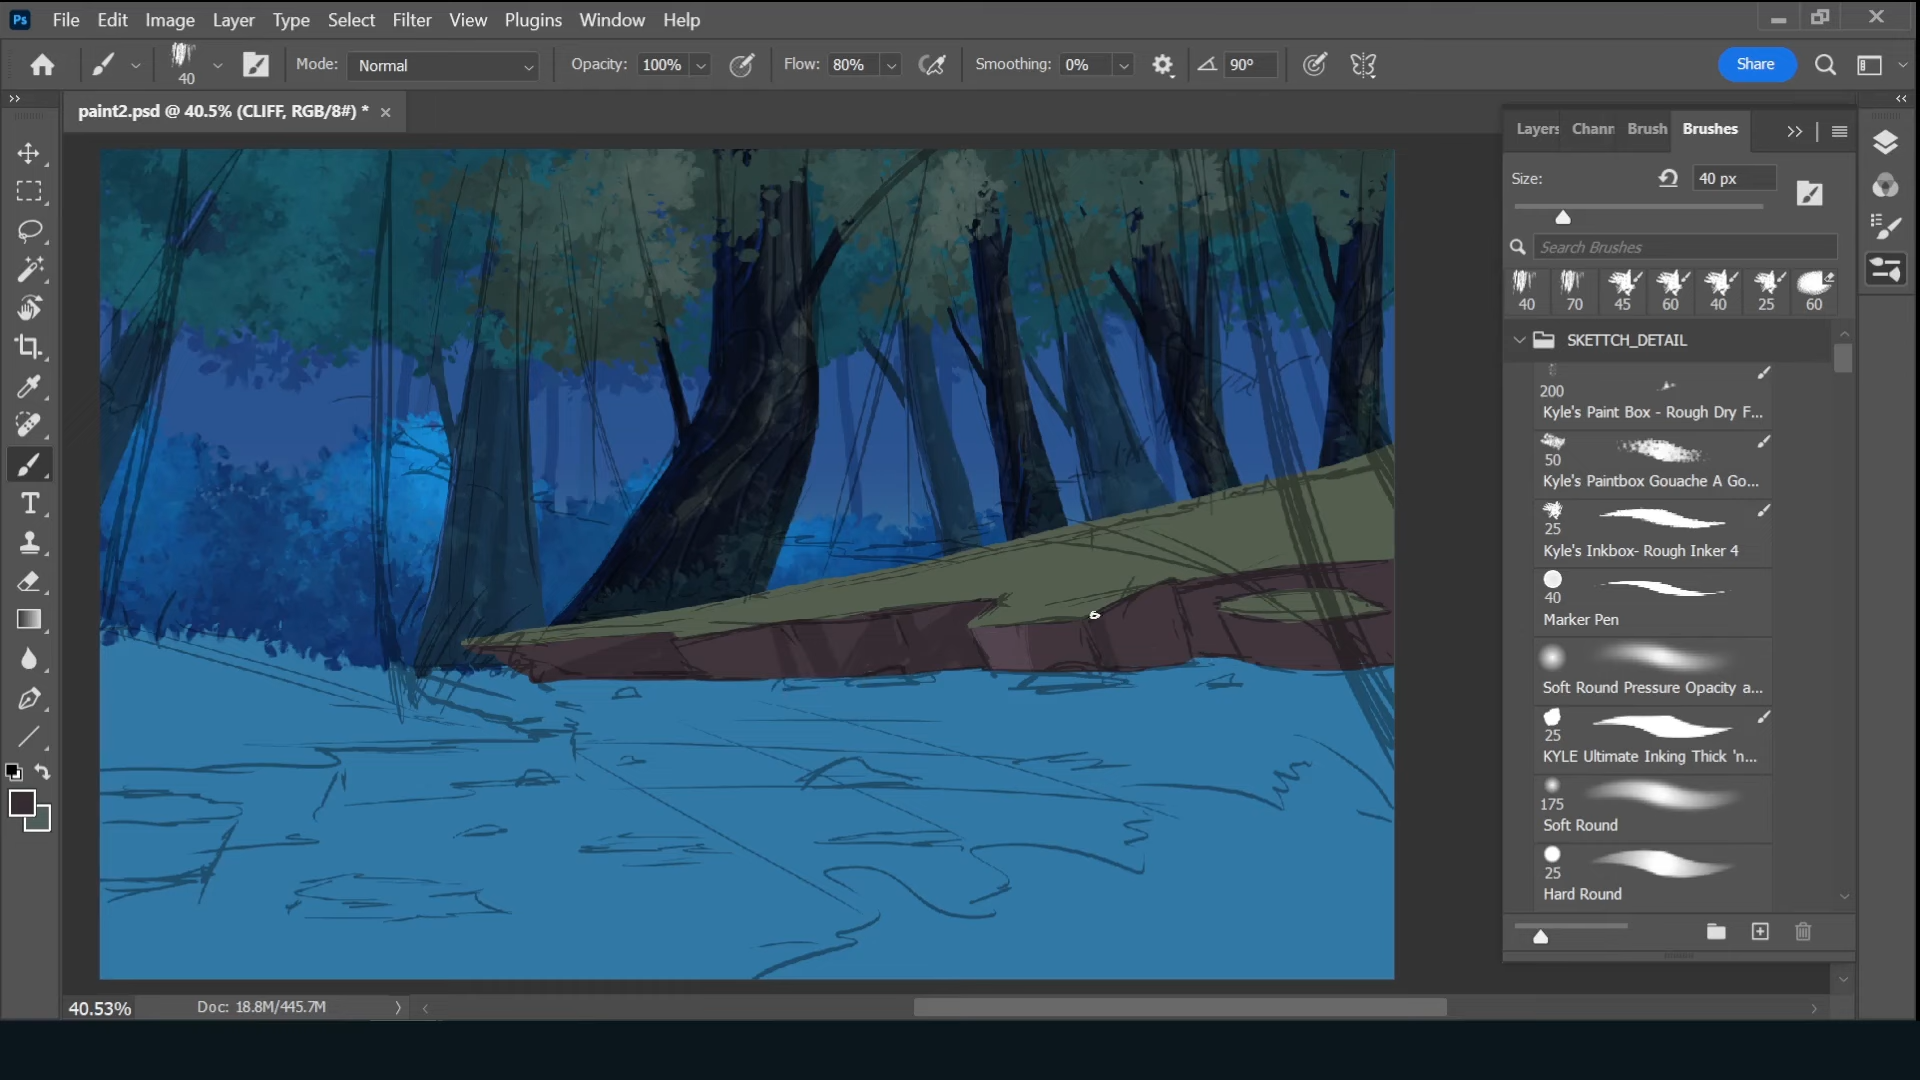 Ps File Edit Image Layer Type Select Filter View Plugins Window Help
40 Mode: Normal Opacity: 100% Flow: 80% Smoothing: 0% 90° Share
paint2.psd @ 40.5% (CLIFF, RGB/8#) * ×
Layers Chann Brush Brushes
Size: 40 px
Search Brushes
40 70 45 60 40 25 60
SKETTCH_DETAIL
200
Kyle's Paint Box - Rough Dry F...
50
Kyle's Paintbox Gouache A Go...
25
Kyle's Inkbox- Rough Inker 4
40
Marker Pen
Soft Round Pressure Opacity a...
25
KYLE Ultimate Inking Thick 'n...
175
Soft Round
25
Hard Round
40.53% Doc: 18.8M/445.7M